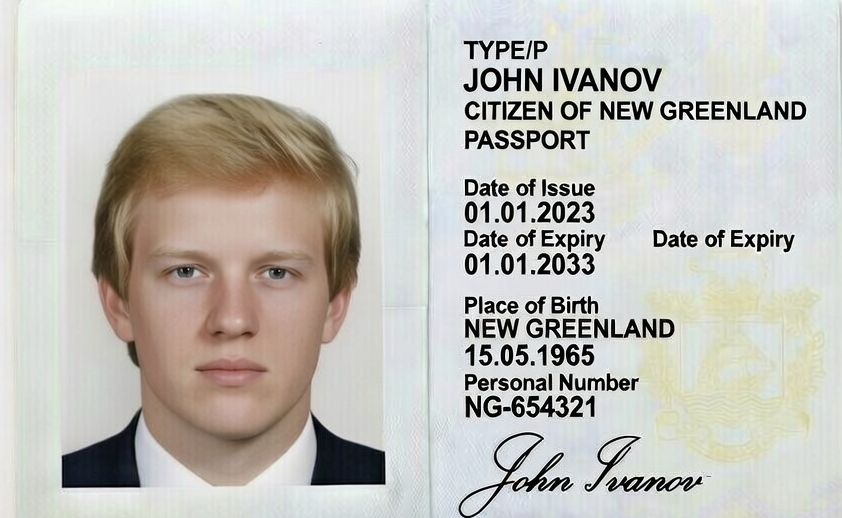 TYPE/P
JOHN IVANOV
CITIZEN OF NEW GREENLAND
PASSPORT
Date of Issue
01.01.2023
Date of Expiry Date of Expiry
01.01.2033
Place of Birth
NEW GREENLAND
15.05.1965
Personal Number
NG-654321
John Ivanov